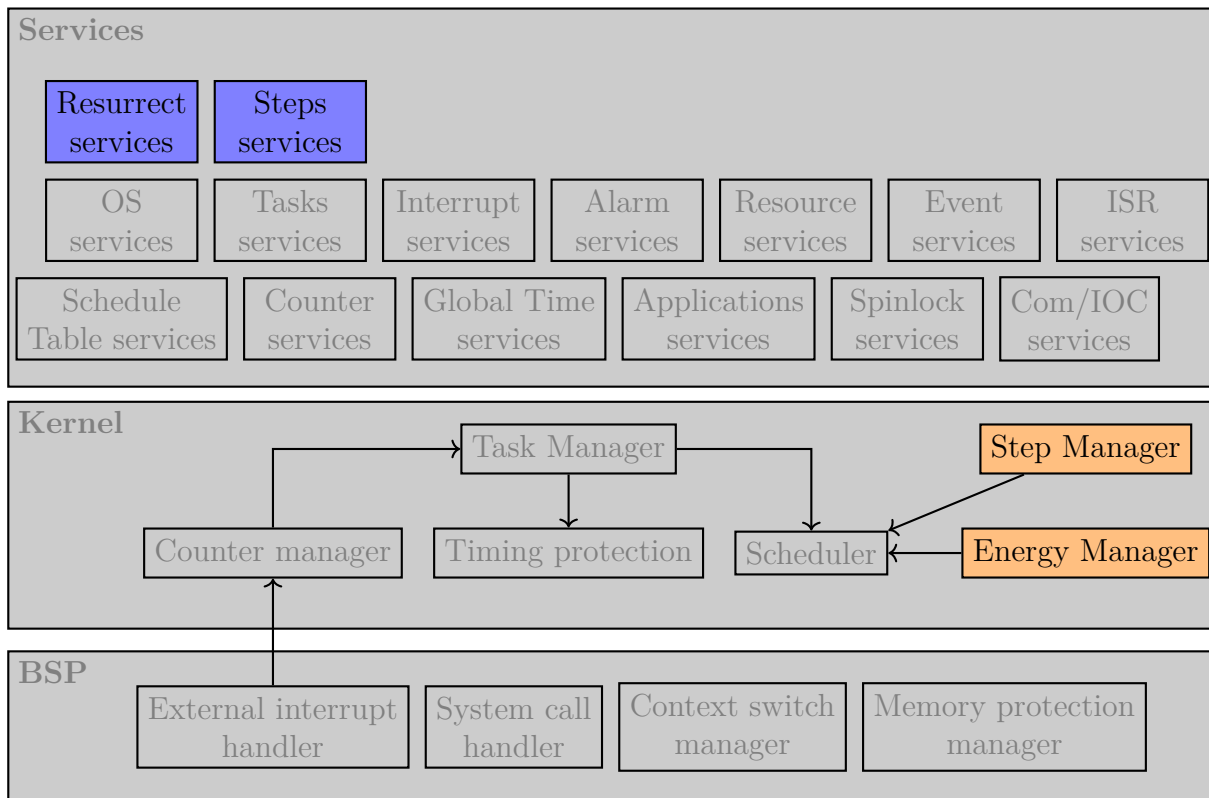 Services
Resurrect
services
Steps
services
OS
services
Tasks
services
Interrupt
services
Alarm
services
Resource
services
Event
services
ISR
services
Schedule
Table services
Counter
services
Global Time
services
Applications
services
Spinlock
services
Com/IOC
services
Kernel
Task Manager
Step Manager
Counter manager
Timing protection
Scheduler
Energy Manager
BSP
External interrupt
handler
System call
handler
Context switch
manager
Memory protection
manager